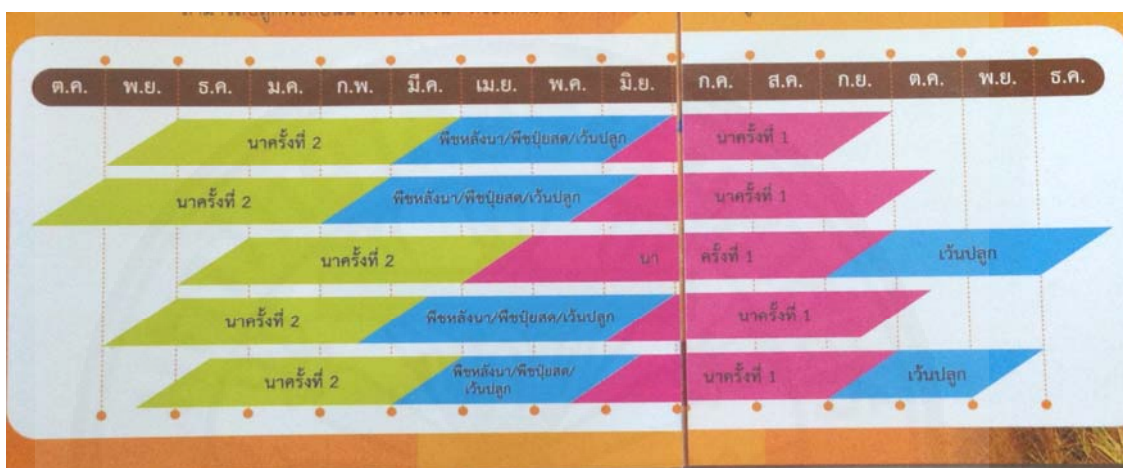 ต.ค. พ.ย. ธ.ค. ม.ค. ก.พ. มี.ค. เม.ย. พ.ค. มิ.ย. ก.ค. ส.ค. ก.ย. ต.ค. พ.ย. ธ.ค.
นาครั้งที่ 2 พืชหลังนา/พืชปุ๋ยสด/เว้นปลูก นาครั้งที่ 1
นาครั้งที่ 2 พืชหลังนา/พืชปุ๋ยสด/เว้นปลูก นาครั้งที่ 1
นาครั้งที่ 2 นา ครั้งที่ 1 เว้นปลูก
นาครั้งที่ 2 พืชหลังนา/พืชปุ๋ยสด/เว้นปลูก นาครั้งที่ 1
นาครั้งที่ 2 พืชหลังนา/พืชปุ๋ยสด/
เว้นปลูก นาครั้งที่ 1 เว้นปลูก